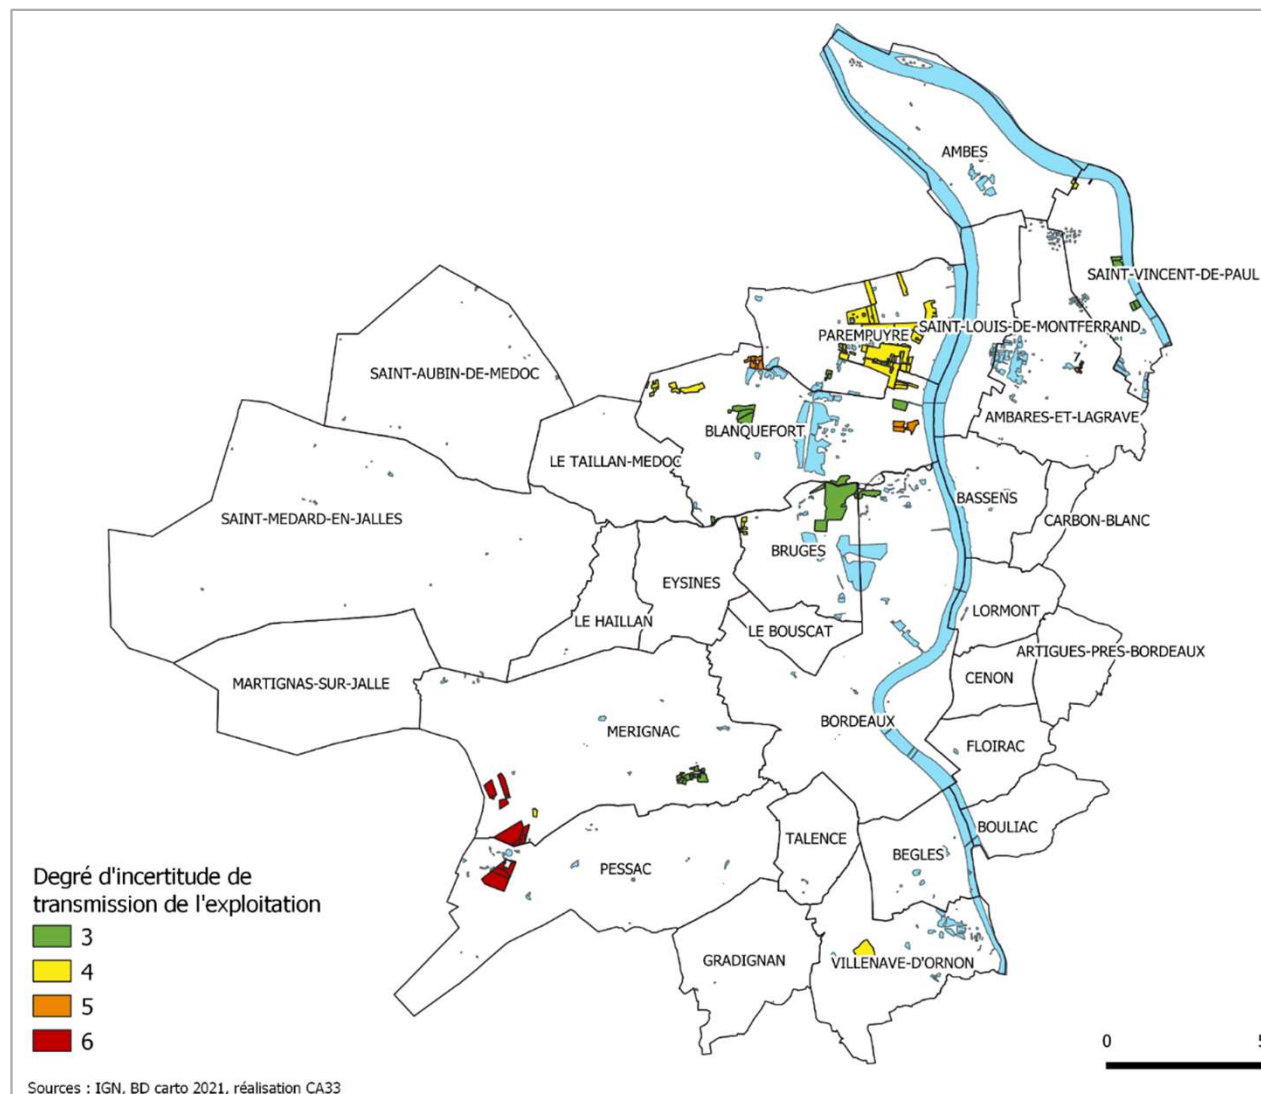 AMBES
SAINT-VINCENT-DE-PAUL
PAREMPUYRE
SAINT-LOUIS-DE-MONTFERRAND
7
SAINT-AUBIN-DE-MEDOC
AMBARES-ET-LAGRAVE
BLANQUEFORT
LE TAILLAN-MEDOC
BASSENS
SAINT-MEDARD-EN-JALLES
CARBON-BLANC
BRUGES
EYSINES
LORMONT
LE HAILLAN
LE BOUSCAT
ARTIGUES-PRES-BORDEAUX
CENON
MARTIGNAS-SUR-JALLE
BORDEAUX
MERIGNAC
FLOIRAC
BOULIAC
TALENCE
BEGLES
PESSAC
GRADIGNAN
VILLENAVE-D'ORNON
Degré d'incertitude de
transmission de l'exploitation
3
4
5
6
0
Sources : IGN, BD carto 2021, réalisation CA33